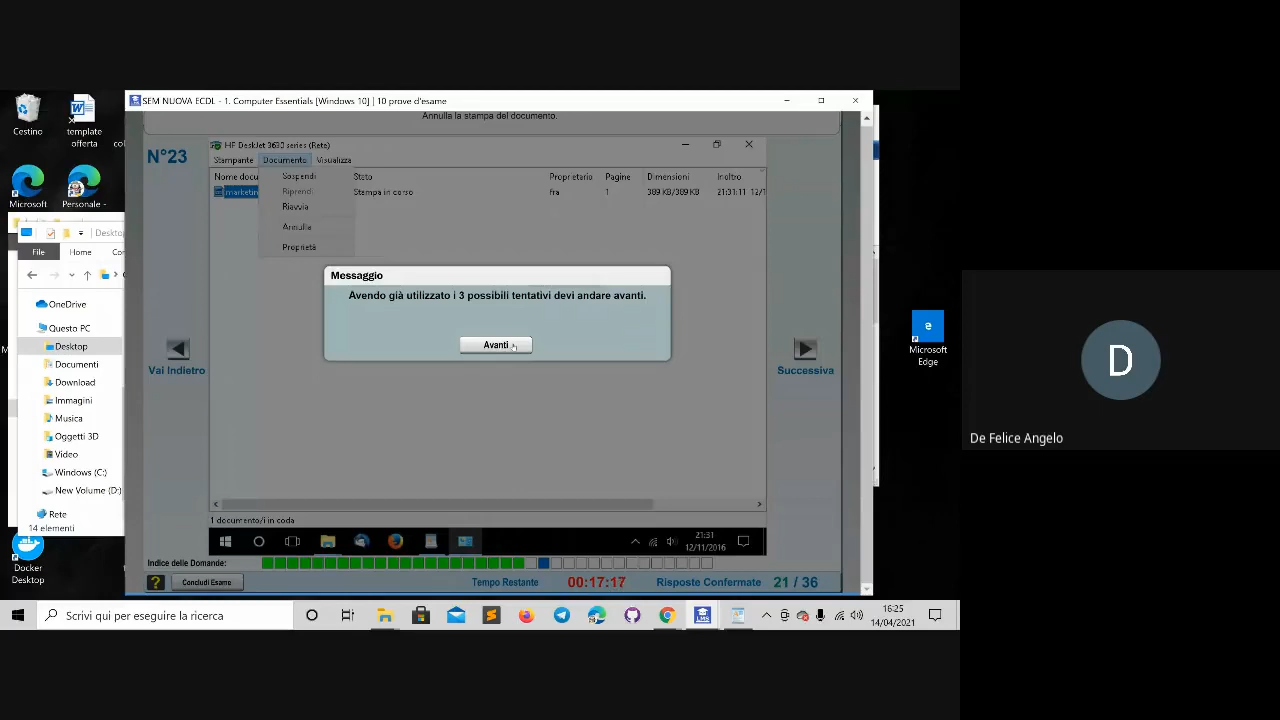 Cestino
template
offerta
Microsoft
Personale -
Desktop
File
Home
OneDrive
Questo PC
Desktop
Documenti
Download
Immagini
Musica
Oggetti 3D
Video
Windows (C:)
New Volume (D:)
Rete
14 elementi
Docker
Desktop
SEM NUOVA ECDL - 1. Computer Essentials [Windows 10] | 10 prove d'esame
Annulla la stampa del documento.
N°23
HF DeskJet 3630 series (Rete)
Stampante Documento Visualizza
Nome docu Stato Proprietario Pagine Dimensioni Inoltro
marketin Stampa in corso fra 1 389 KB/389 KB 21:31:11 12/1
Sospendi
Riprendi
Riavvia
Annulla
Proprietà
Messaggio
Avendo già utilizzato i 3 possibili tentativi devi andare avanti.
Avanti
Vai Indietro
Successiva
1 documento/i in coda
21:31
12/11/2016
Indice delle Domande:
? Concludi Esame Tempo Restante 00:17:17 Risposte Confermate 21 / 36
Scrivi qui per eseguire la ricerca
LMS
16:25
14/04/2021
Microsoft
Edge
D
De Felice Angelo